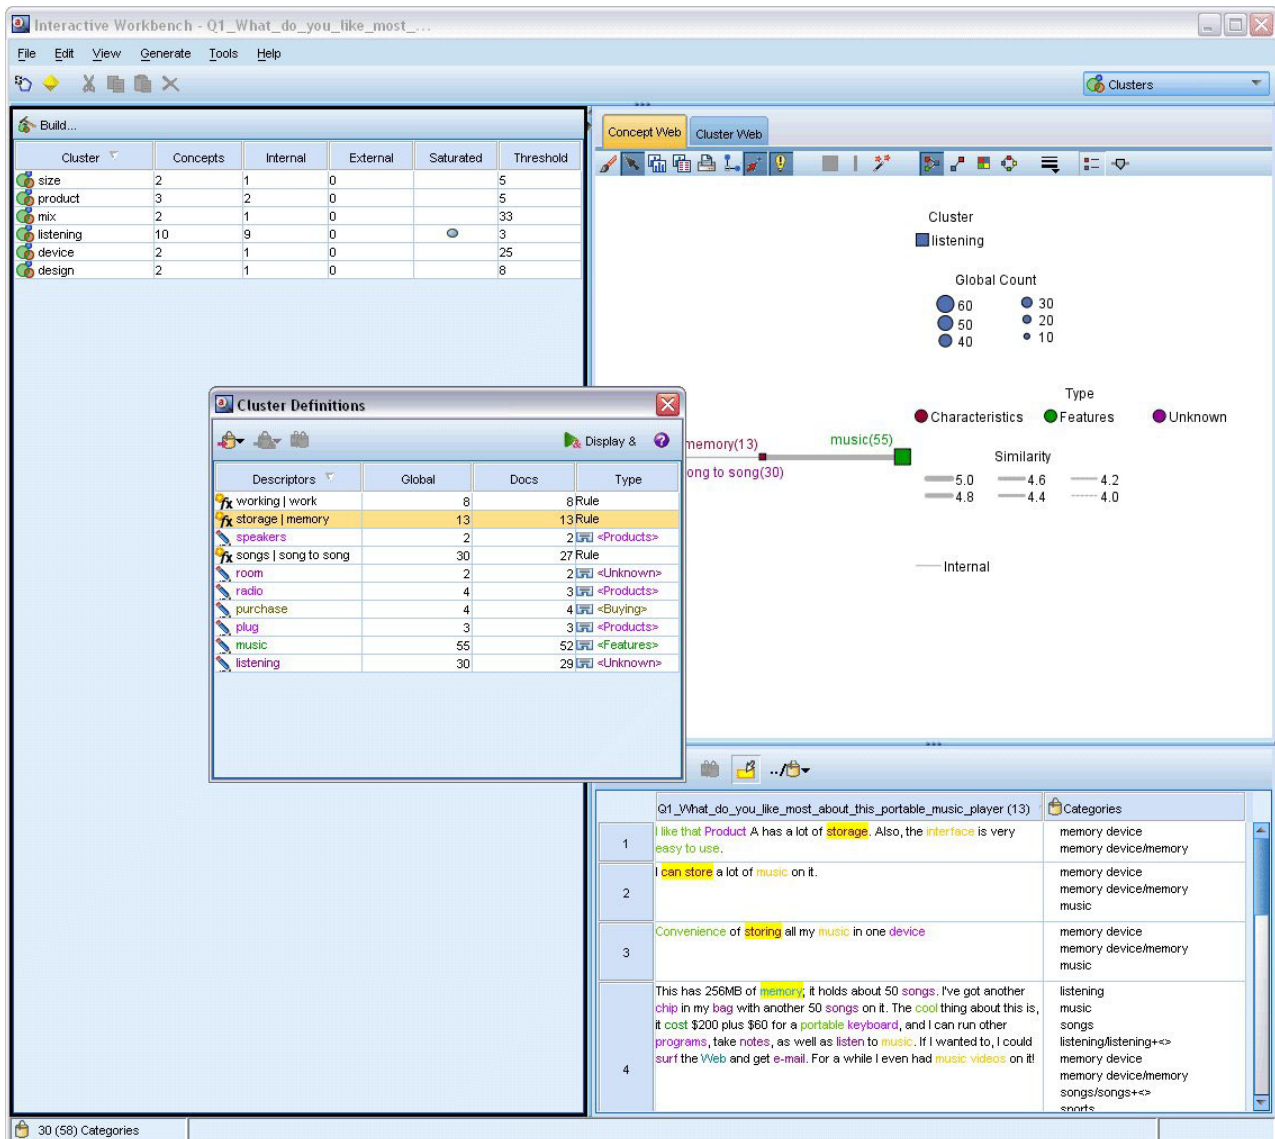 Interactive Workbench - Q1_What_do_you_like_most_...
File Edit View Generate Tools Help
Clusters
Build...
Cluster Concepts Internal External Saturated Threshold
size 2 1 0 5
product 3 2 0 5
mix 2 1 0 33
listening 10 9 0 3
device 2 1 0 25
design 2 1 0 8
Concept Web Cluster Web
Cluster
listening
Global Count
60 30
50 20
40 10
Type
Characteristics Features Unknown
Similarity
5.0 4.6 4.2
4.8 4.4 4.0
Internal
memory(13) music(55)
ong to song(30)
Cluster Definitions
Display &
Descriptors Global Docs Type
working | work 8 8 Rule
storage | memory 13 13 Rule
speakers 2 2 <Products>
songs | song to song 30 27 Rule
room 2 2 <Unknown>
radio 4 3 <Products>
purchase 4 4 <Buying>
plug 3 3 <Products>
music 55 52 <Features>
listening 30 29 <Unknown>
../
Q1_What_do_you_like_most_about_this_portable_music_player (13) Categories
1
I like that Product A has a lot of storage. Also, the interface is very
easy to use.
memory device
memory device/memory
2
I can store a lot of music on it.
memory device
memory device/memory
music
3
Convenience of storing all my music in one device
memory device
memory device/memory
music
4
This has 256MB of memory; it holds about 50 songs. I've got another
chip in my bag with another 50 songs on it. The cool thing about this is,
it cost $200 plus $60 for a portable keyboard, and I can run other
programs, take notes, as well as listen to music. If I wanted to, I could
surf the Web and get e-mail. For a while I even had music videos on it!
listening
music
songs
listening/listening+<>
memory device
memory device/memory
songs/songs+<>
sports
30 (58) Categories